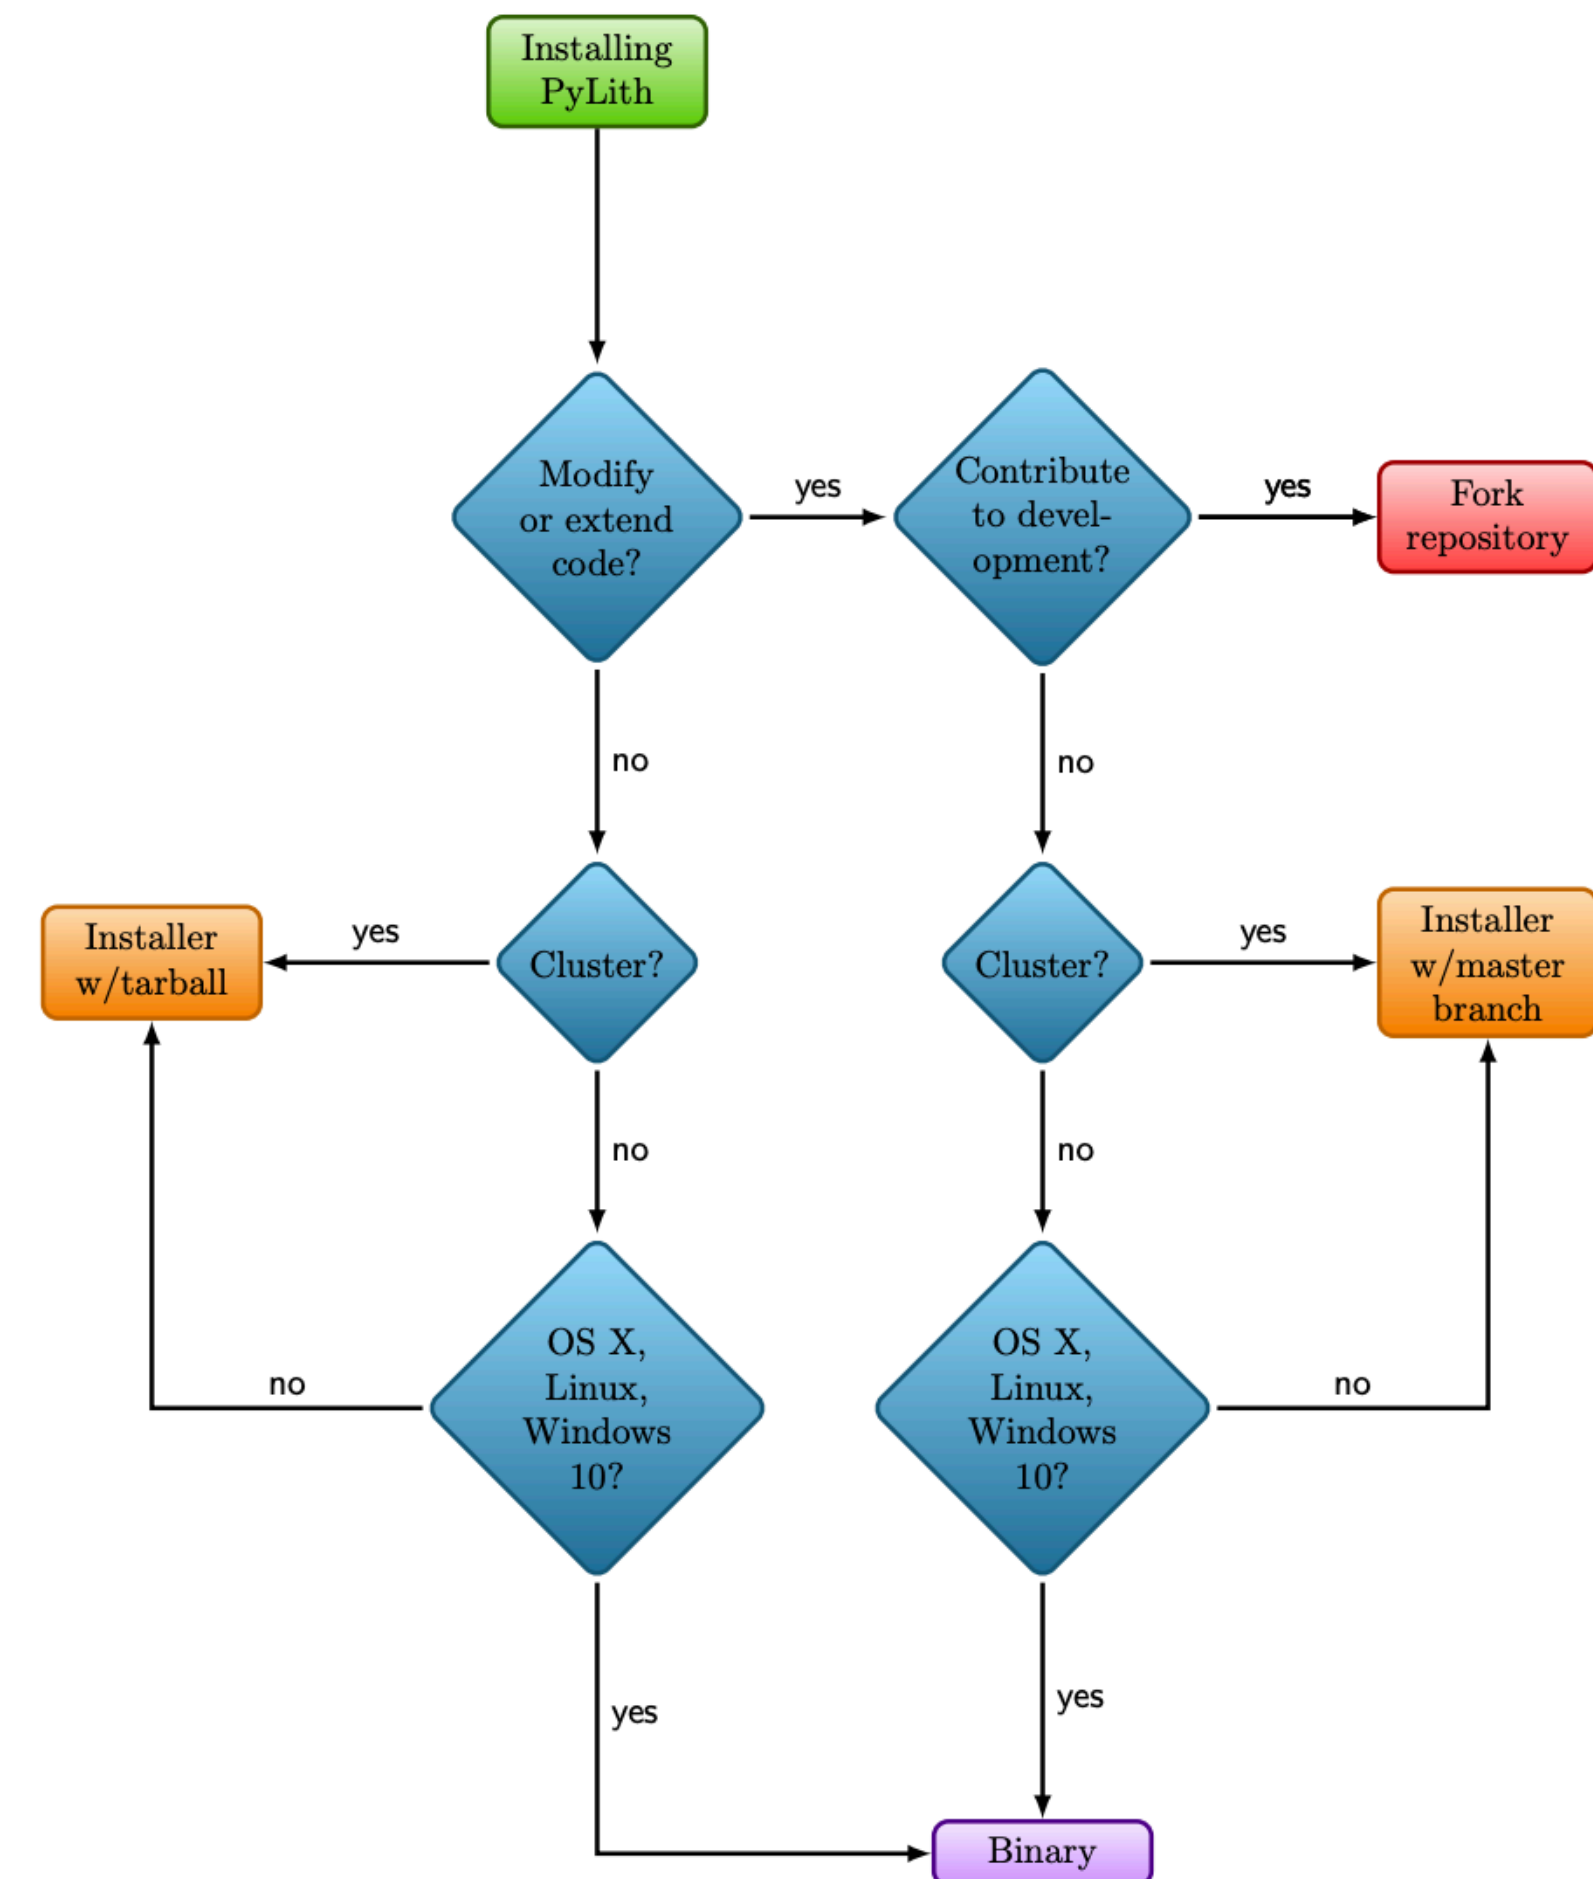 Installing
PyLith
Modify
or extend
code?
yes
Contribute
to devel-
opment?
yes
Fork
repository
no
no
Installer
w/tarball
yes
Cluster?
Cluster?
yes
Installer
w/master
branch
no
no
no
OS X,
Linux,
Windows
10?
OS X,
Linux,
Windows
10?
no
yes
yes
Binary